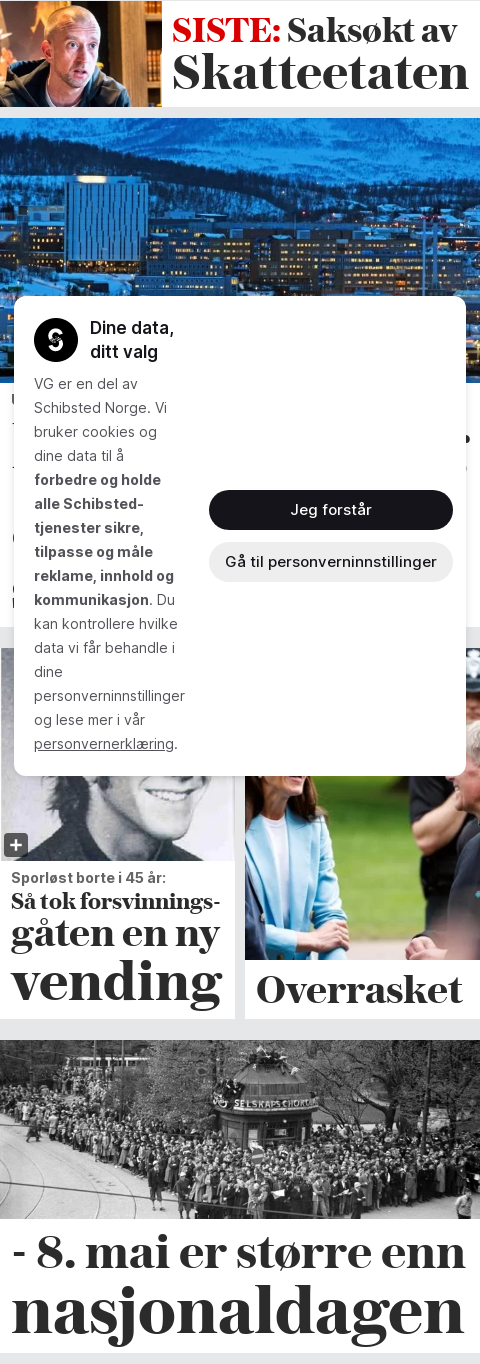 SISTE: Saksøkt av
Skatteetaten
Dine data,
ditt valg
VG er en del av
Schibsted Norge. Vi
bruker cookies og
dine data til å
forbedre og holde
alle Schibsted-
tjenester sikre,
tilpasse og måle
reklame, innhold og
kommunikasjon. Du
kan kontrollere hvilke
data vi får behandle i
dine
personverninnstillinger
og lese mer i vår
personvernerklæring.
Jeg forstår
Gå til personverninnstillinger
Sporløst borte i 45 år:
Så tok forsvinnings-
gåten en ny
vending
Overrasket
SELSKAPS CHOKOLADE
- 8. mai er større enn
nasjonaldagen